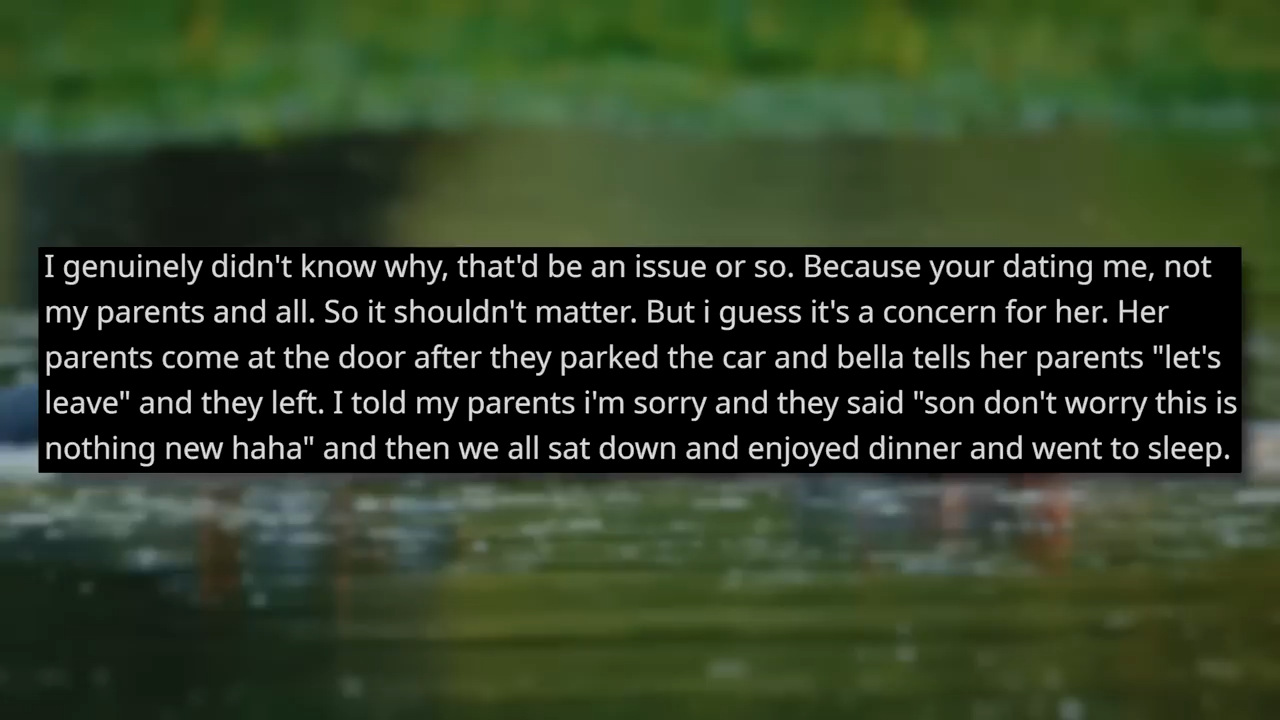 I genuinely didn't know why, that'd be an issue or so. Because your dating me, not
my parents and all. So it shouldn't matter. But i guess it's a concern for her. Her
parents come at the door after they parked the car and bella tells her parents "let's
leave" and they left. I told my parents i'm sorry and they said "son don't worry this is
nothing new haha" and then we all sat down and enjoyed dinner and went to sleep.